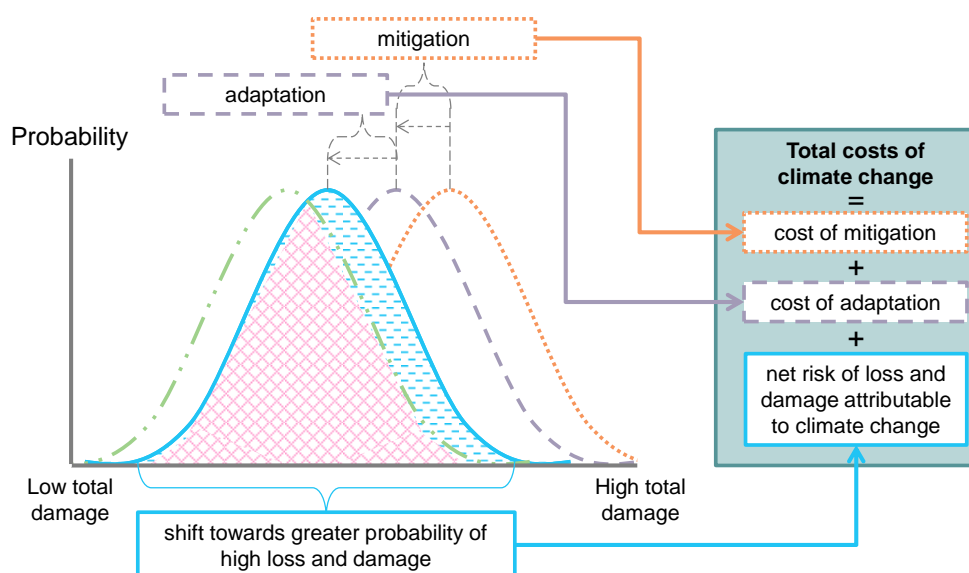 mitigation
adaptation
Probability
Total costs of
climate change
=
cost of mitigation
+
cost of adaptation
+
net risk of loss and
damage attributable
to climate change
Low total
damage
High total
damage
shift towards greater probability of
high loss and damage